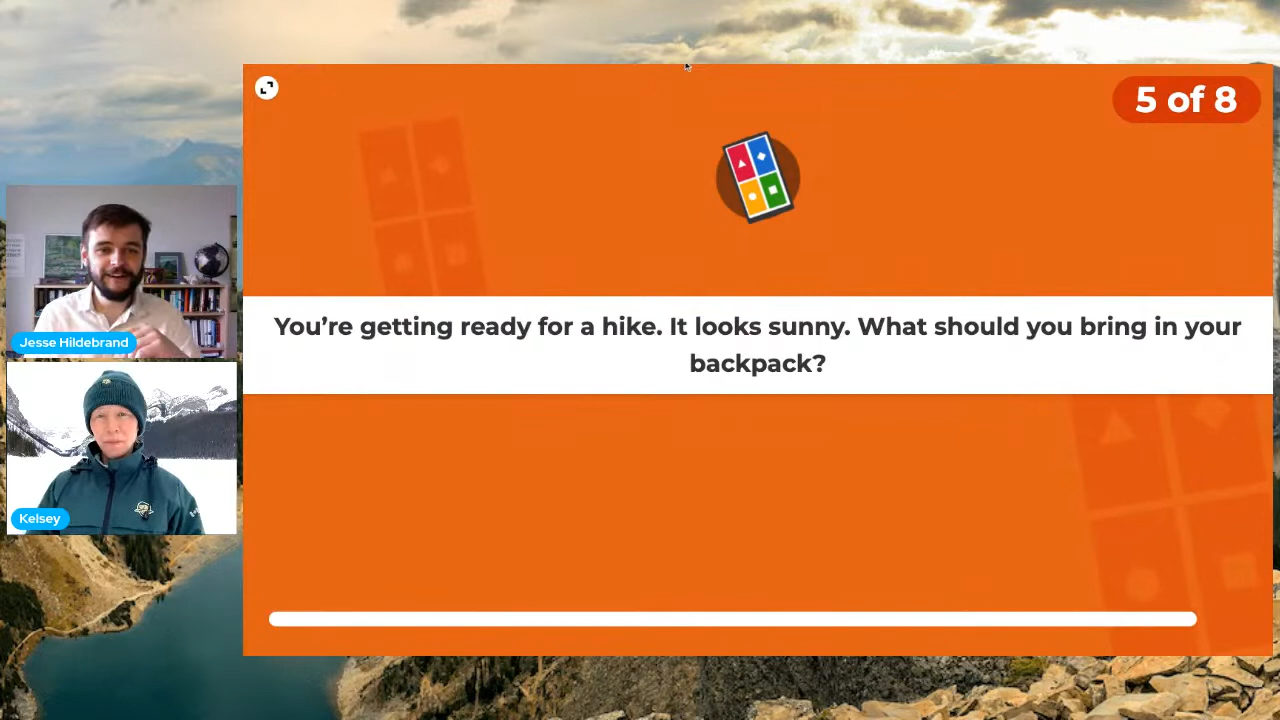 5 of 8
You're getting ready for a hike. It looks sunny. What should you bring in your
backpack?
Jesse Hildebrand
Kelsey